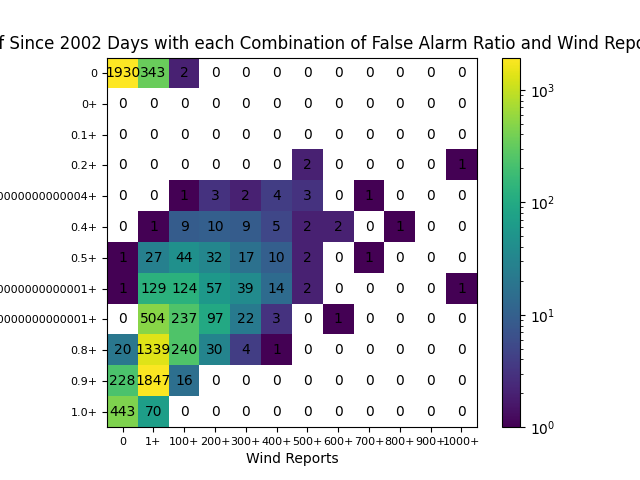 f Since 2002 Days with each Combination of False Alarm Ratio and Wind Repo
0 1930 343 2 0 0 0 0 0 0 0 0 0
0+ 0 0 0 0 0 0 0 0 0 0 0 0
0.1+ 0 0 0 0 0 0 0 0 0 0 0 0
0.2+ 0 0 0 0 0 0 2 0 0 0 0 1
0000000000004+ 0 0 1 3 2 4 3 0 1 0 0 0
0.4+ 0 1 9 10 9 5 2 2 0 1 0 0
0.5+ 1 27 44 32 17 10 2 0 1 0 0 0
0000000000001+ 1 129 124 57 39 14 2 0 0 0 0 1
0000000000001+ 0 504 237 97 22 3 0 1 0 0 0 0
0.8+ 20 1339 240 30 4 1 0 0 0 0 0 0
0.9+ 228 1847 16 0 0 0 0 0 0 0 0 0
1.0+ 443 70 0 0 0 0 0 0 0 0 0 0
0 1+ 100+ 200+ 300+ 400+ 500+ 600+ 700+ 800+ 900+ 1000+
Wind Reports
10³
10²
10¹
10⁰